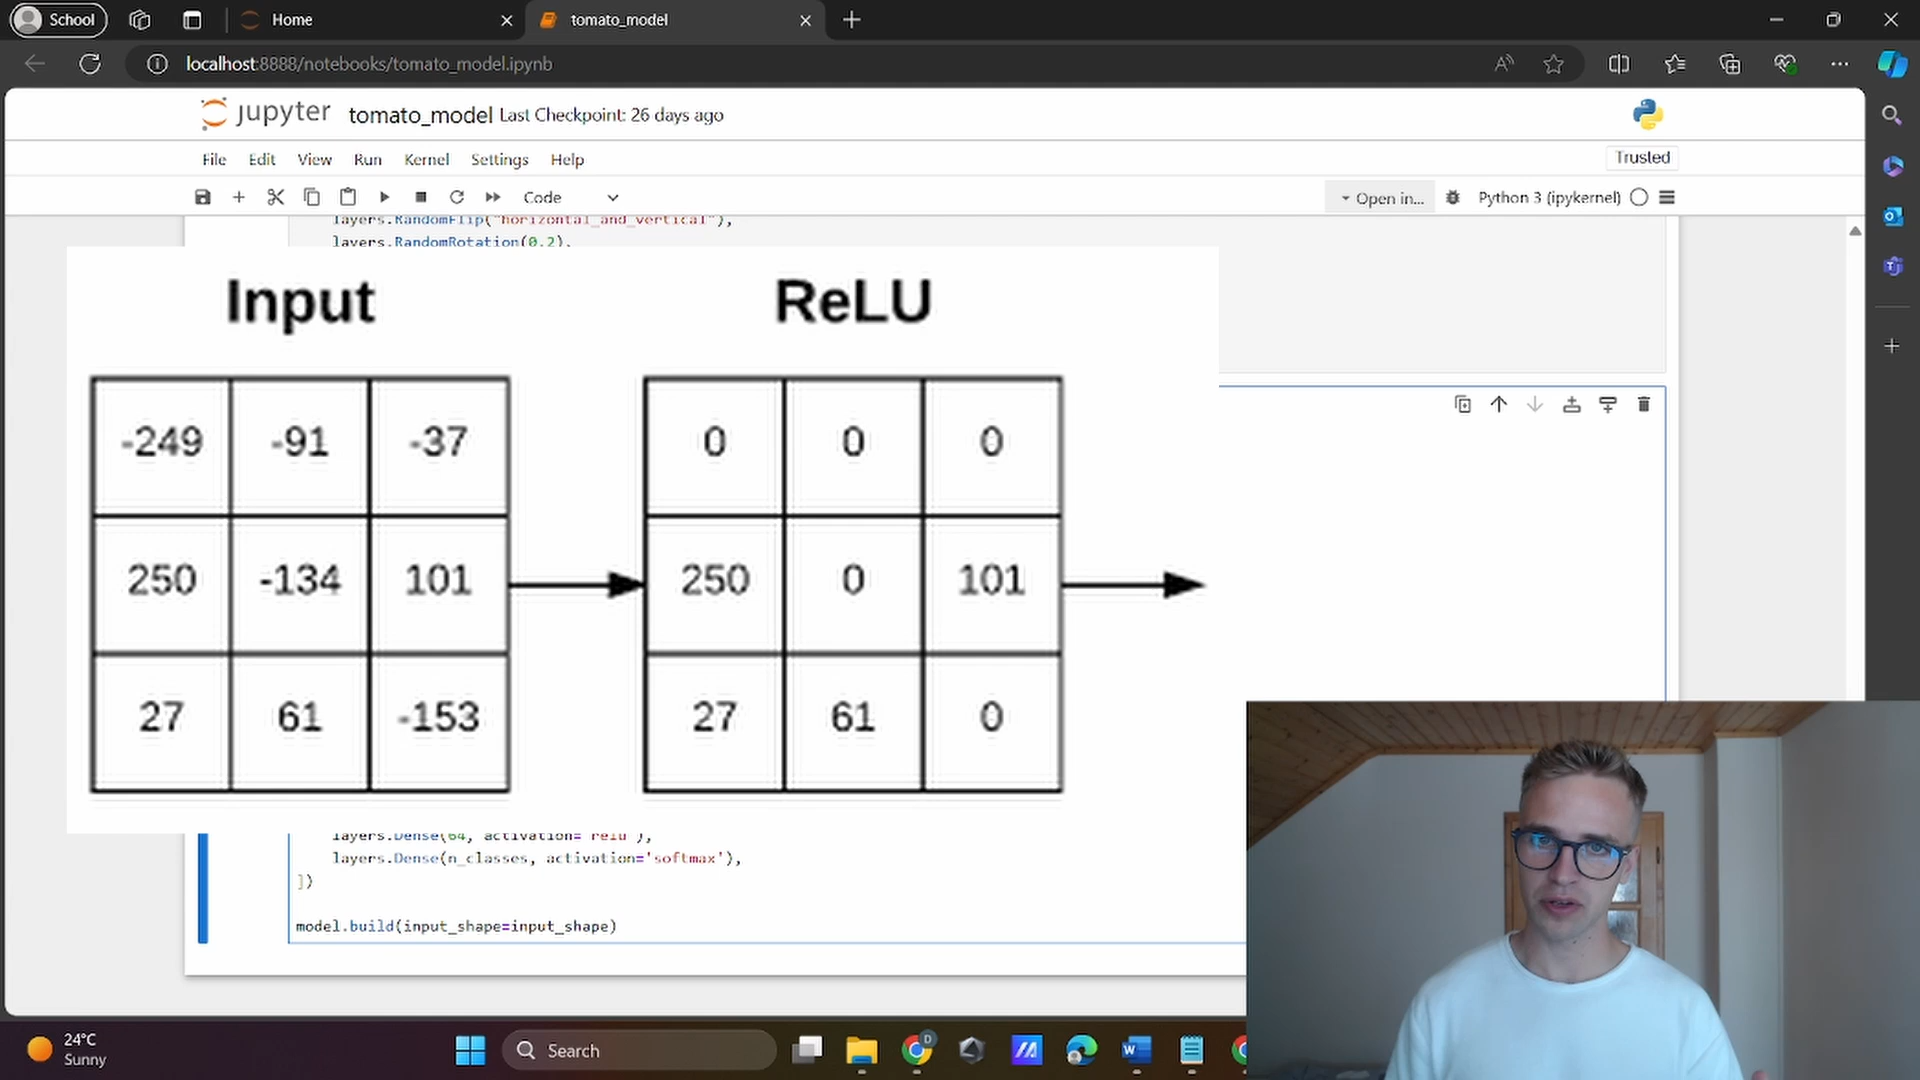 School
Home
tomato_model
localhost:8888/notebooks/tomato_model.ipynb
jupyter
tomato_model Last Checkpoint: 26 days ago
File Edit View Run Kernel Settings Help
Trusted
Code
Open in...
Python 3 (ipykernel)
layers.RandomFlip("horizontal_and_vertical"),
layers.RandomRotation(0.2),
Input ReLU
-249 -91 -37 0 0 0
250 -134 101 250 0 101
27 61 -153 27 61 0
layers.Dense(64, activation='relu'),
layers.Dense(n_classes, activation='softmax'),
])
model.build(input_shape=input_shape)
24°C
Sunny
Search